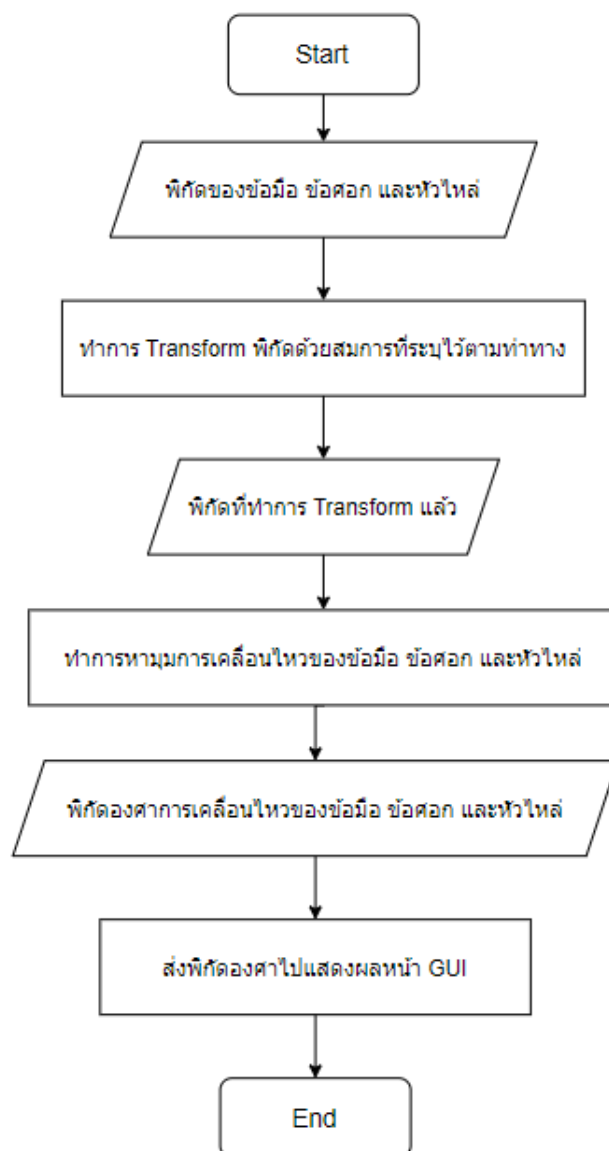 Start
พิกัดของข้อมือ ข้อศอก และหัวไหล่
ทำการ Transform พิกัดด้วยสมการที่ระบุไว้ตามท่าทาง
พิกัดที่ทำการ Transform แล้ว
ทำการหามุมการเคลื่อนไหวของข้อมือ ข้อศอก และหัวไหล่
พิกัดองศาการเคลื่อนไหวของข้อมือ ข้อศอก และหัวไหล่
ส่งพิกัดองศาไปแสดงผลหน้า GUI
End